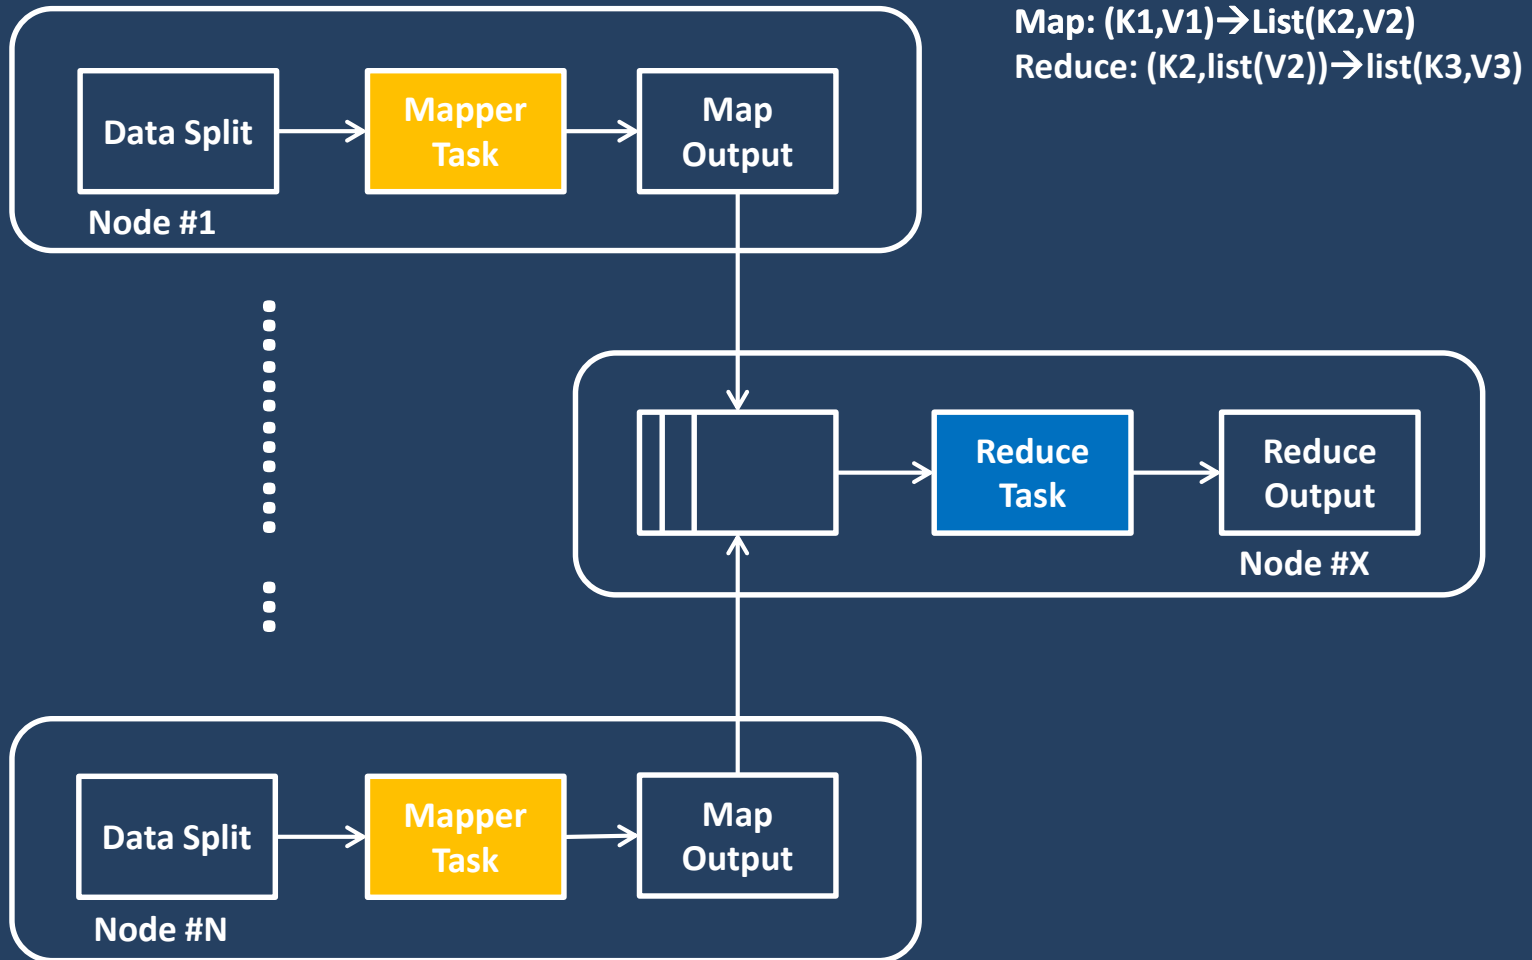 Map: (K1,V1)→List(K2,V2)
Reduce: (K2,list(V2))→list(K3,V3)
Data Split
Mapper
Task
Map
Output
Node #1
Reduce
Task
Reduce
Output
Node #X
Data Split
Mapper
Task
Map
Output
Node #N